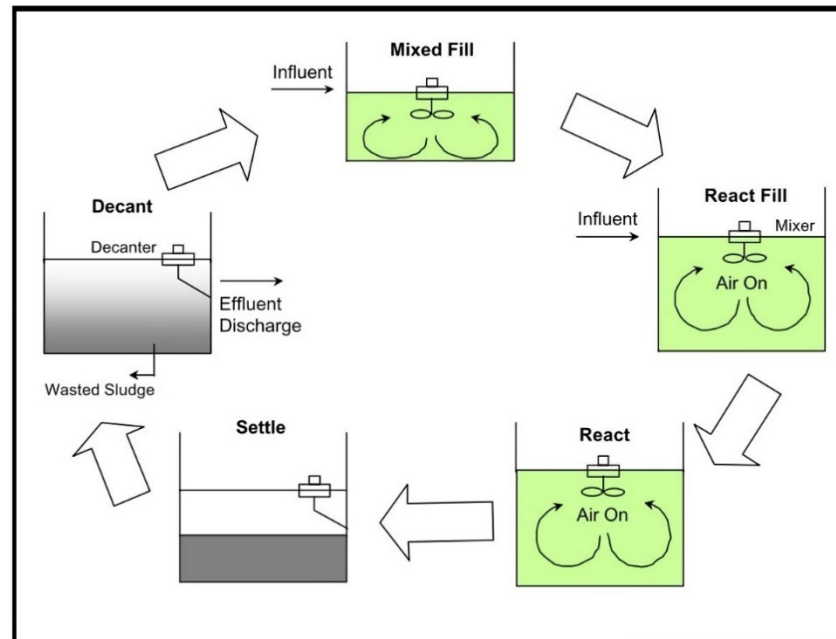 Mixed Fill
Influent
React Fill
Influent
Mixer
Air On
React
Air On
Settle
Decant
Decanter
Effluent
Discharge
Wasted Sludge